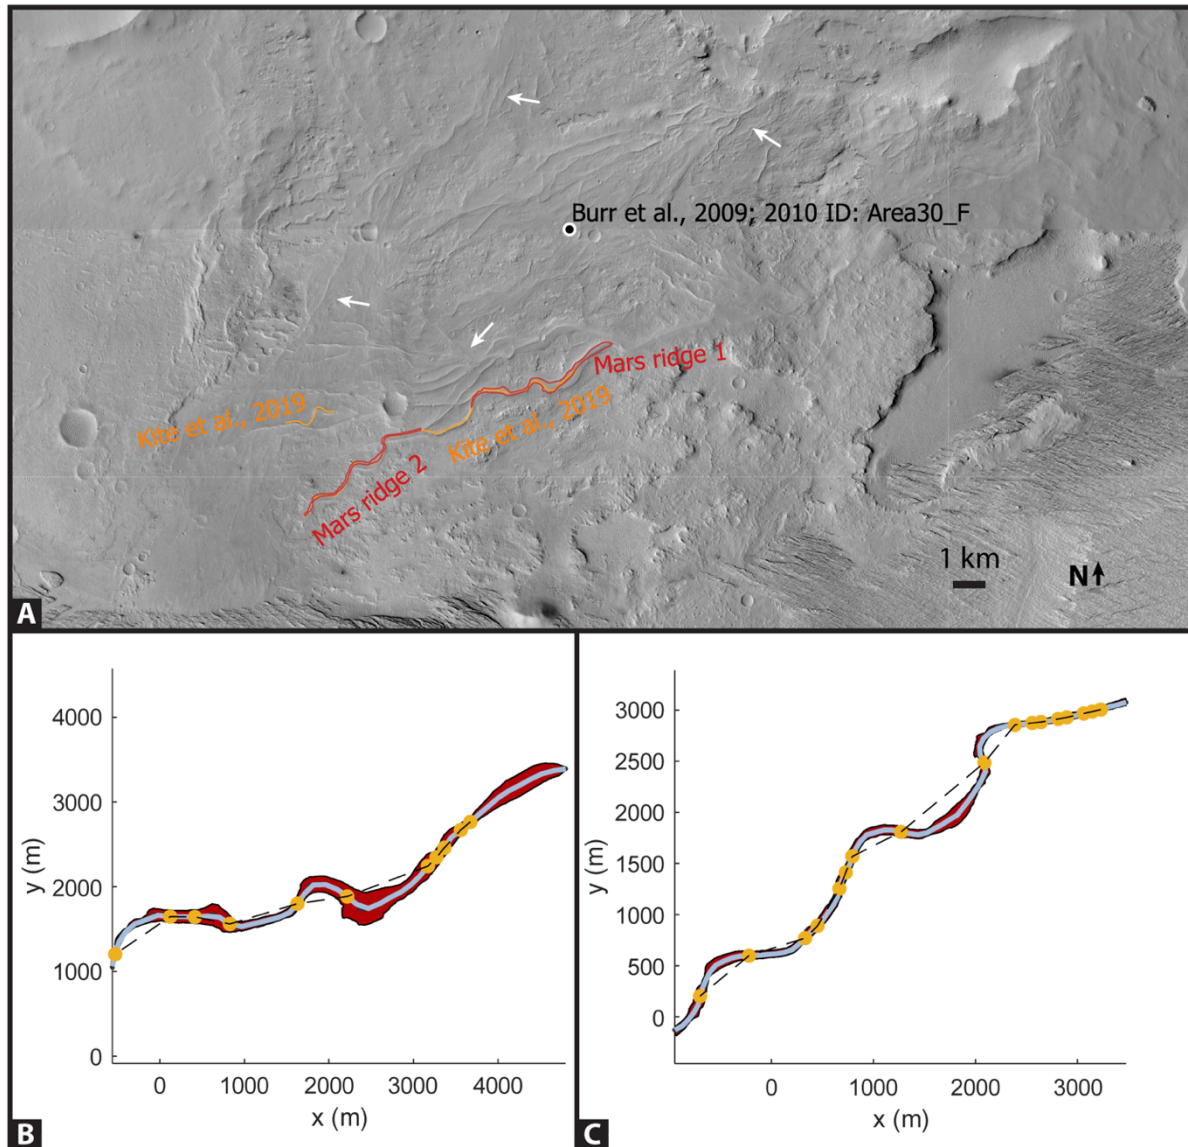 Burr et al., 2009; 2010 ID: Area30_F
Mars ridge 1
Kite et al., 2019
Kite et al., 2019
Mars ridge 2
1 km
N
A
4000
3000
2000
1000
0
0 1000 2000 3000 4000
y (m)
x (m)
B
3000
2500
2000
1500
1000
500
0
0 1000 2000 3000
y (m)
x (m)
C